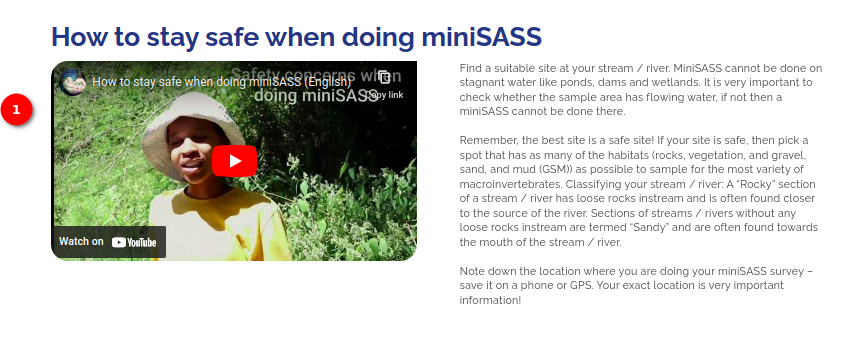 How to stay safe when doing miniSASS
1
How to stay safe when doing miniSASS (English)
Safety concerns when
doing miniSASS
Copy link
Watch on YouTube
Find a suitable site at your stream / river. MiniSASS cannot be done on
stagnant water like ponds, dams and wetlands. It is very important to
check whether the sample area has flowing water, if not then a
miniSASS cannot be done there.
Remember, the best site is a safe site! If your site is safe, then pick a
spot that has as many of the habitats (rocks, vegetation, and gravel,
sand, and mud (GSM)) as possible to sample for the most variety of
macroinvertebrates. Classifying your stream / river: A “Rocky” section
of a stream / river has loose rocks instream and is often found closer
to the source of the river. Sections of streams / rivers without any
loose rocks instream are termed “Sandy” and are often found towards
the mouth of the stream / river.
Note down the location where you are doing your miniSASS survey –
save it on a phone or GPS. Your exact location is very important
information!